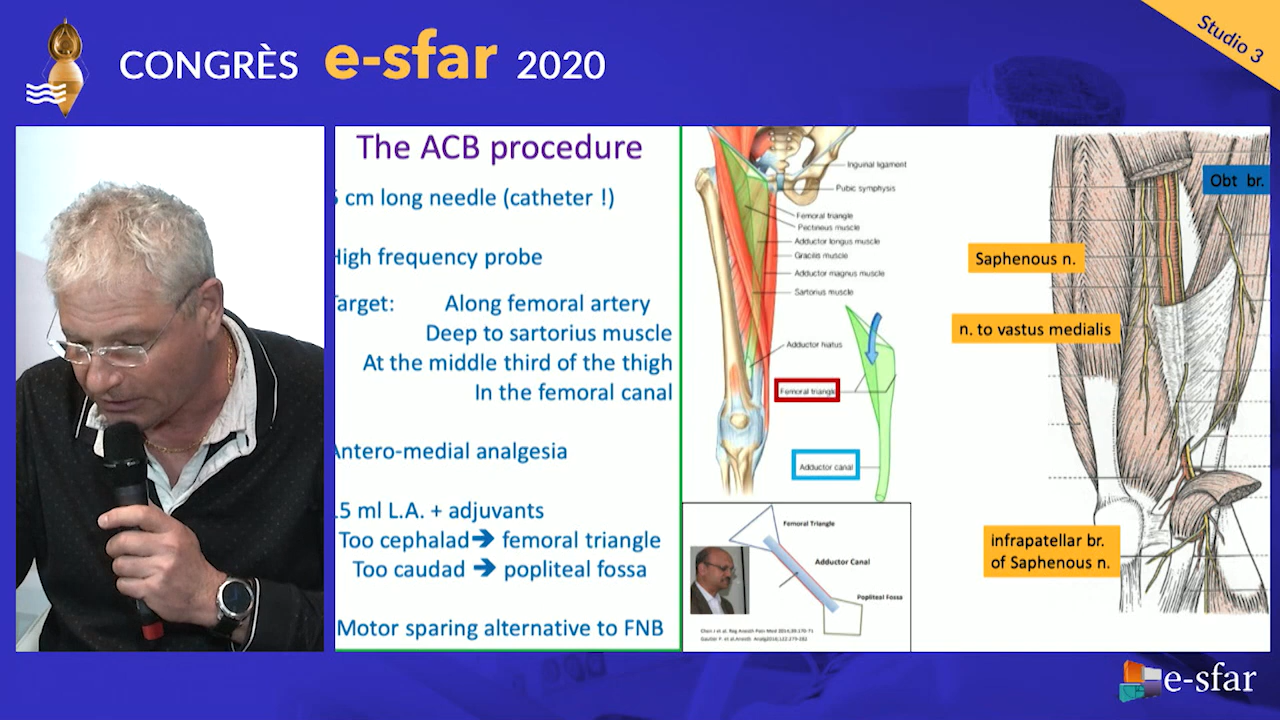 CONGRÈS e-sfar 2020
Studio 3
The ACB procedure
cm long needle (catheter !)
High frequency probe
Target: Along femoral artery
Deep to sartorius muscle
At the middle third of the thigh
In the femoral canal
Antero-medial analgesia
15 ml L.A. + adjuvants
Too cephalad➔ femoral triangle
Too caudad ➔ popliteal fossa
Motor sparing alternative to FNB
Inguinal ligament
Pubic symphysis
Femoral triangle
Pectineus muscle
Adductor longus muscle
Gracilis muscle
Adductor magnus muscle
Sartorius muscle
Adductor hiatus
Femoral triangle
Adductor canal
Femoral Triangle
Adductor Canal
Popliteal Fossa
Obt br.
Saphenous n.
n. to vastus medialis
infrapatellar br.
of Saphenous n.
e-sfar